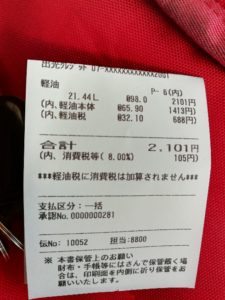 出光クレジット 07-XXXXXXXXXXXX2001
軽油 P- 6(内)
21.44L @98.0 2101円
(内、軽油本体 @65.90 1413円)
(内、軽油税 @32.10 688円)
合計 2,101円
(内、消費税等( 8.00%) 105円)
***軽油税に消費税は加算されません***
支払区分:一括
承認No.0000000281
伝No: 10052 担当:8800
※ 本書保管上のお願い
財布・手帳等にはさんで保管載く場
合は、印刷面を内側に折り保管をお
願いいたします。